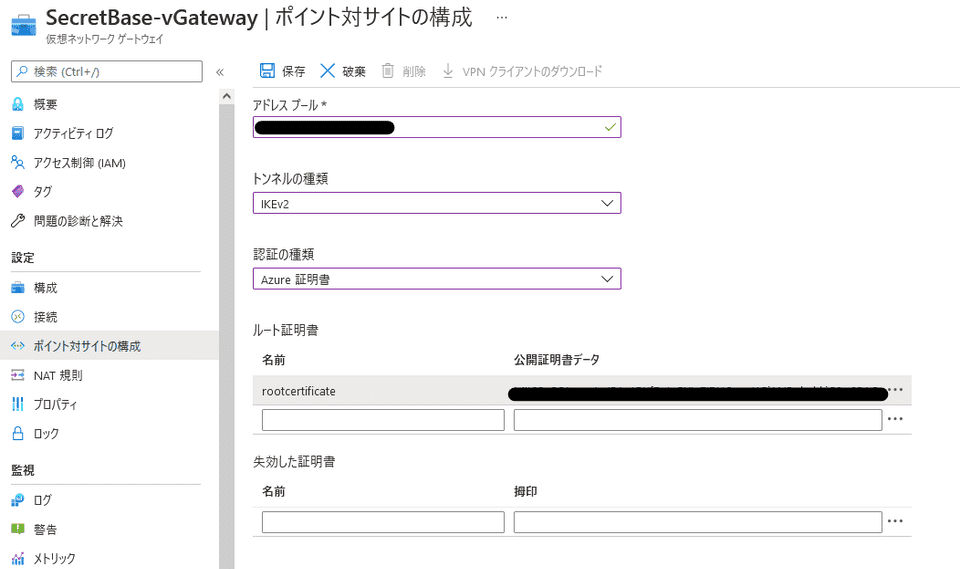 SecretBase-vGateway | ポイント対サイトの構成 …
仮想ネットワーク ゲートウェイ
検索 (Ctrl+/)
«
保存
破棄
削除
VPN クライアントのダウンロード
概要
アクティビティ ログ
アクセス制御 (IAM)
タグ
問題の診断と解決
設定
構成
接続
ポイント対サイトの構成
NAT 規則
プロパティ
ロック
監視
ログ
警告
メトリック
アドレス プール *
トンネルの種類
IKEv2
認証の種類
Azure 証明書
ルート証明書
名前 公開証明書データ
rootcertificate
失効した証明書
名前 拇印